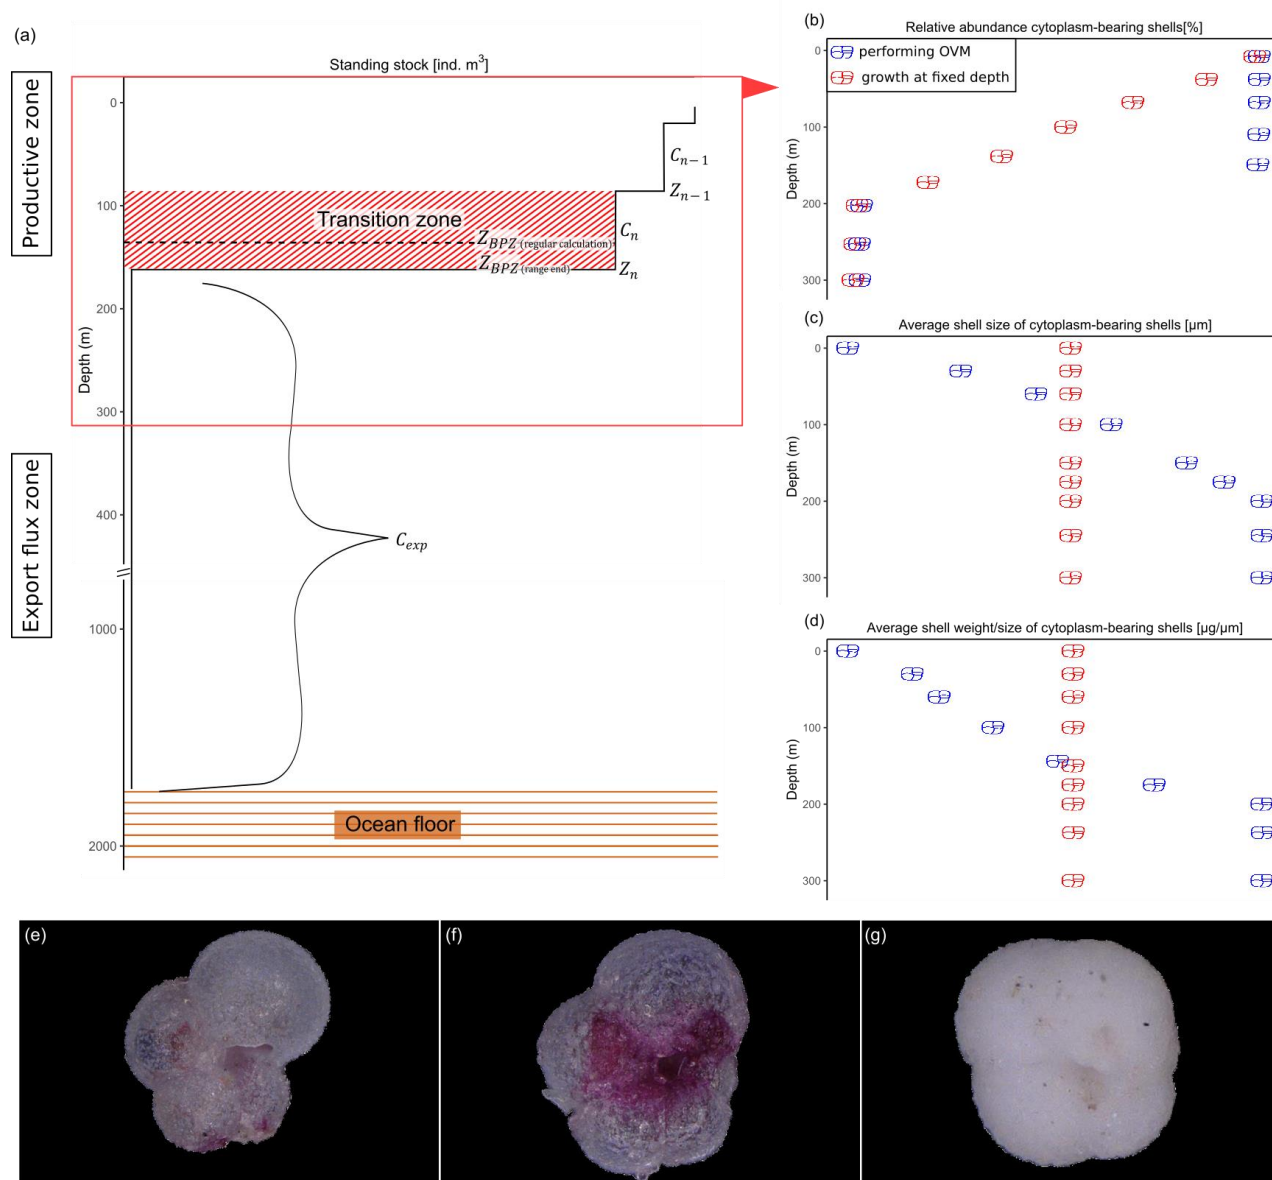 (a)
Standing stock [ind. m³]
Productive zone
Export flux zone
Depth (m)
0
100
200
300
400
1000
2000
Cₙ₋₁
Zₙ₋₁
Transition zone
Cₙ
Z_BPZ (regular calculation)
Z_BPZ (range end)
Zₙ
C_exp
Ocean floor
(b)
Relative abundance cytoplasm-bearing shells[%]
performing OVM
growth at fixed depth
Depth (m)
0
100
200
300
(c)
Average shell size of cytoplasm-bearing shells [µm]
Depth (m)
0
100
200
300
(d)
Average shell weight/size of cytoplasm-bearing shells [µg/µm]
Depth (m)
0
100
200
300
(e)
(f)
(g)